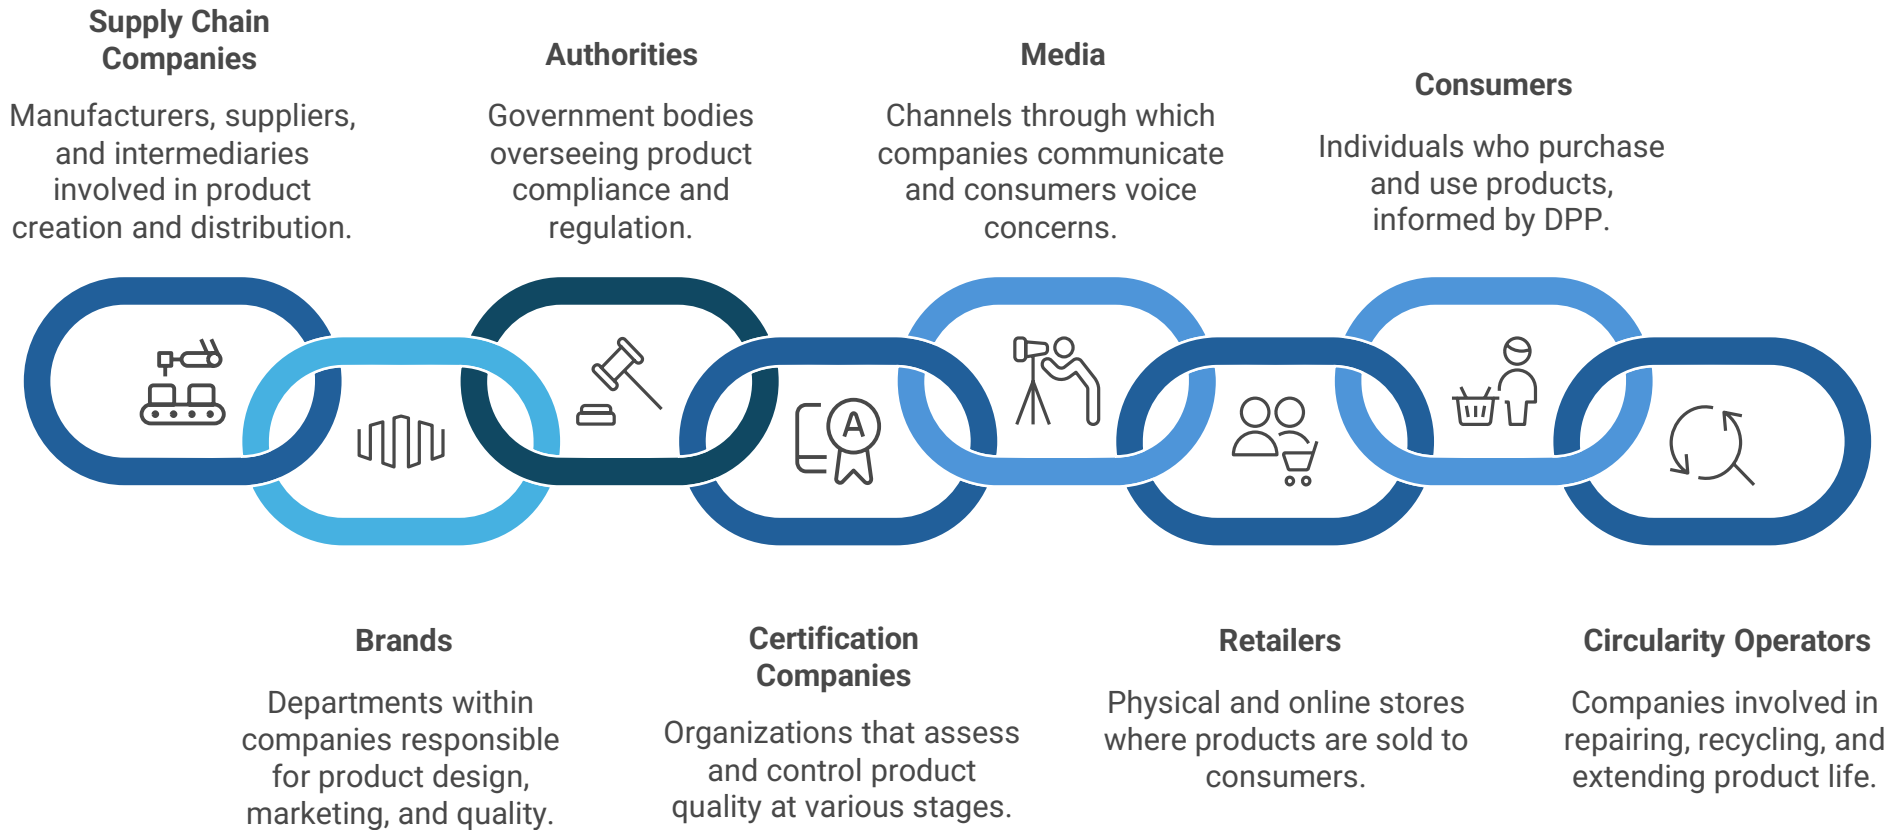 Supply Chain
Companies
Manufacturers, suppliers,
and intermediaries
involved in product
creation and distribution.
Authorities
Government bodies
overseeing product
compliance and
regulation.
Media
Channels through which
companies communicate
and consumers voice
concerns.
Consumers
Individuals who purchase
and use products,
informed by DPP.
A
Brands
Departments within
companies responsible
for product design,
marketing, and quality.
Certification
Companies
Organizations that assess
and control product
quality at various stages.
Retailers
Physical and online stores
where products are sold to
consumers.
Circularity Operators
Companies involved in
repairing, recycling, and
extending product life.